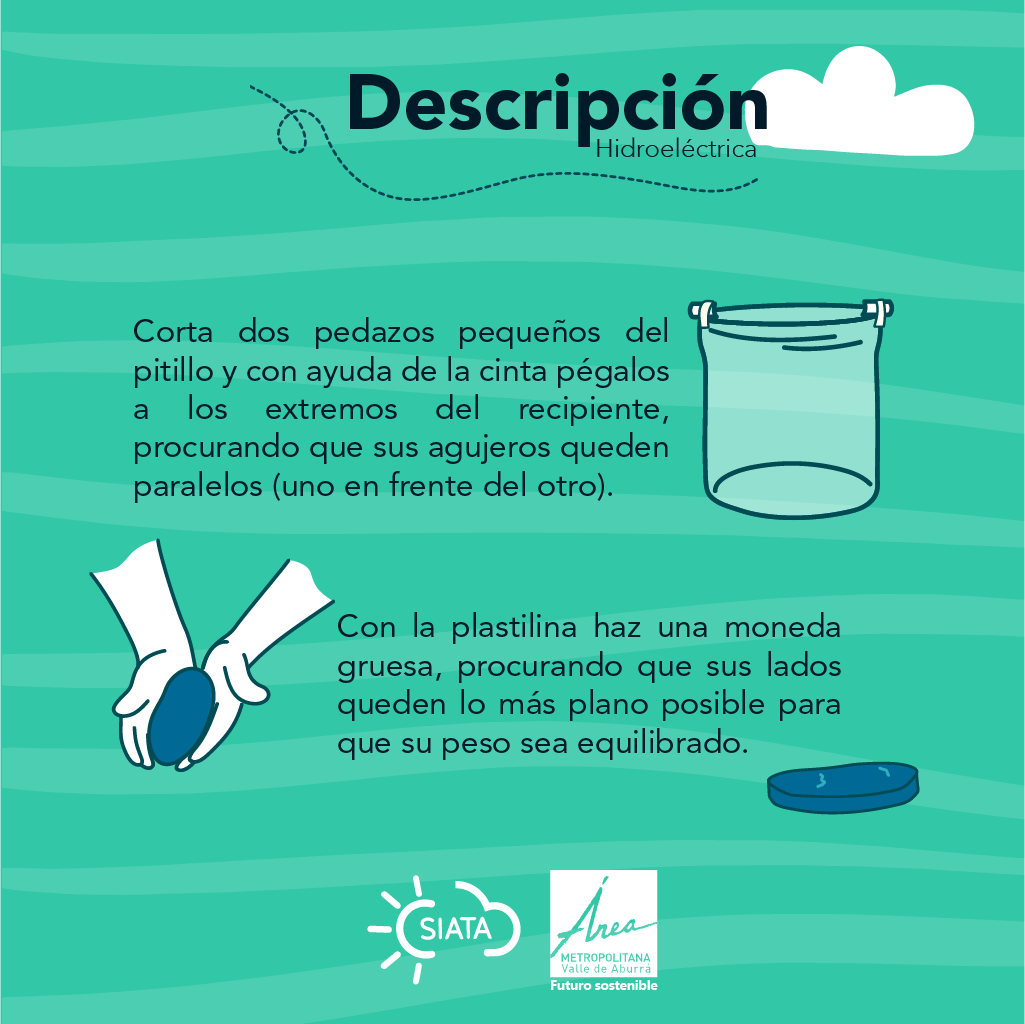 Descripción
Hidroeléctrica
Corta dos pedazos pequeños del
pitillo y con ayuda de la cinta pégalos
a los extremos del recipiente,
procurando que sus agujeros queden
paralelos (uno en frente del otro).
Con la plastilina haz una moneda
gruesa, procurando que sus lados
queden lo más plano posible para
que su peso sea equilibrado.
SIATA
Área
METROPOLITANA
Valle de Aburrá
Futuro sostenible